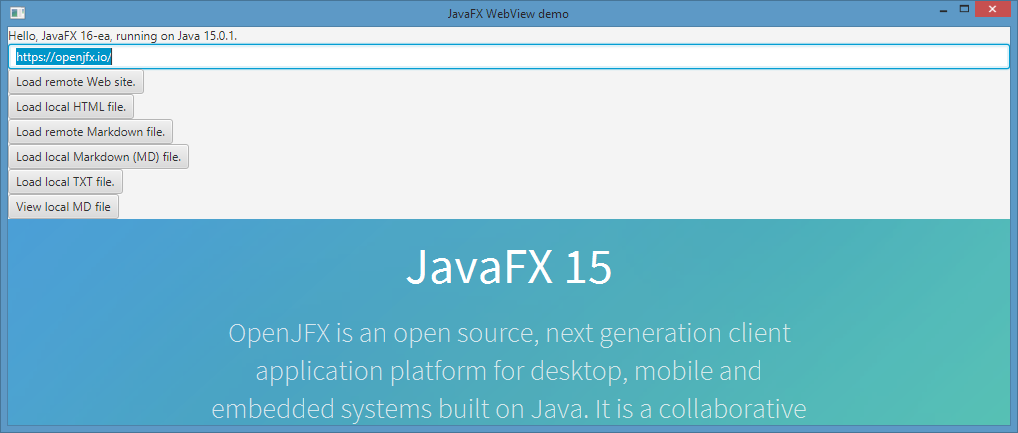 JavaFX WebView demo
Hello, JavaFX 16-ea, running on Java 15.0.1.
https://openjfx.io/
Load remote Web site.
Load local HTML file.
Load remote Markdown file.
Load local Markdown (MD) file.
Load local TXT file.
View local MD file
JavaFX 15
OpenJFX is an open source, next generation client
application platform for desktop, mobile and
embedded systems built on Java. It is a collaborative